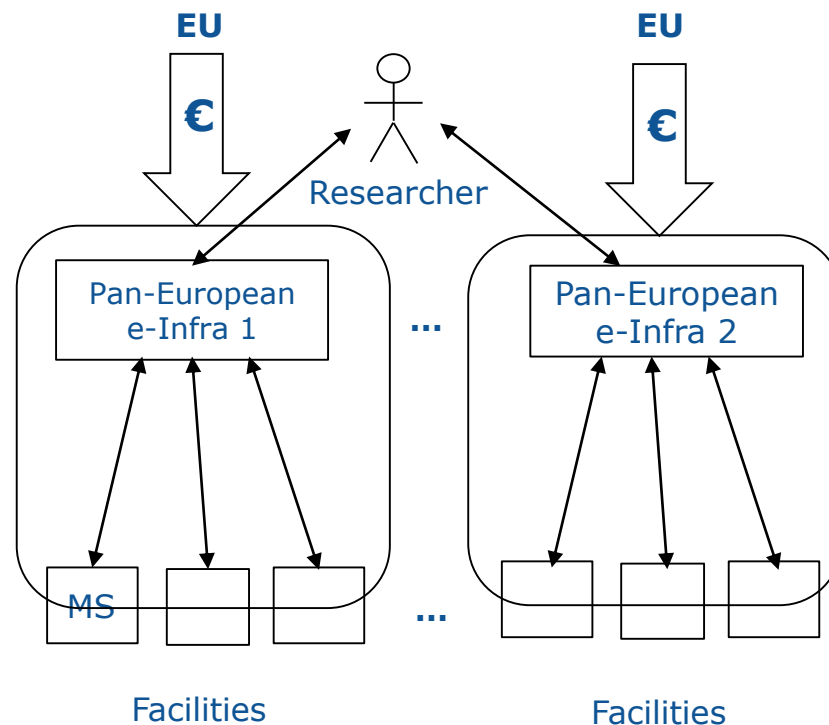 EU
EU
€
€
Researcher
Pan-European
e-Infra 1
...
Pan-European
e-Infra 2
MS
...
Facilities
Facilities